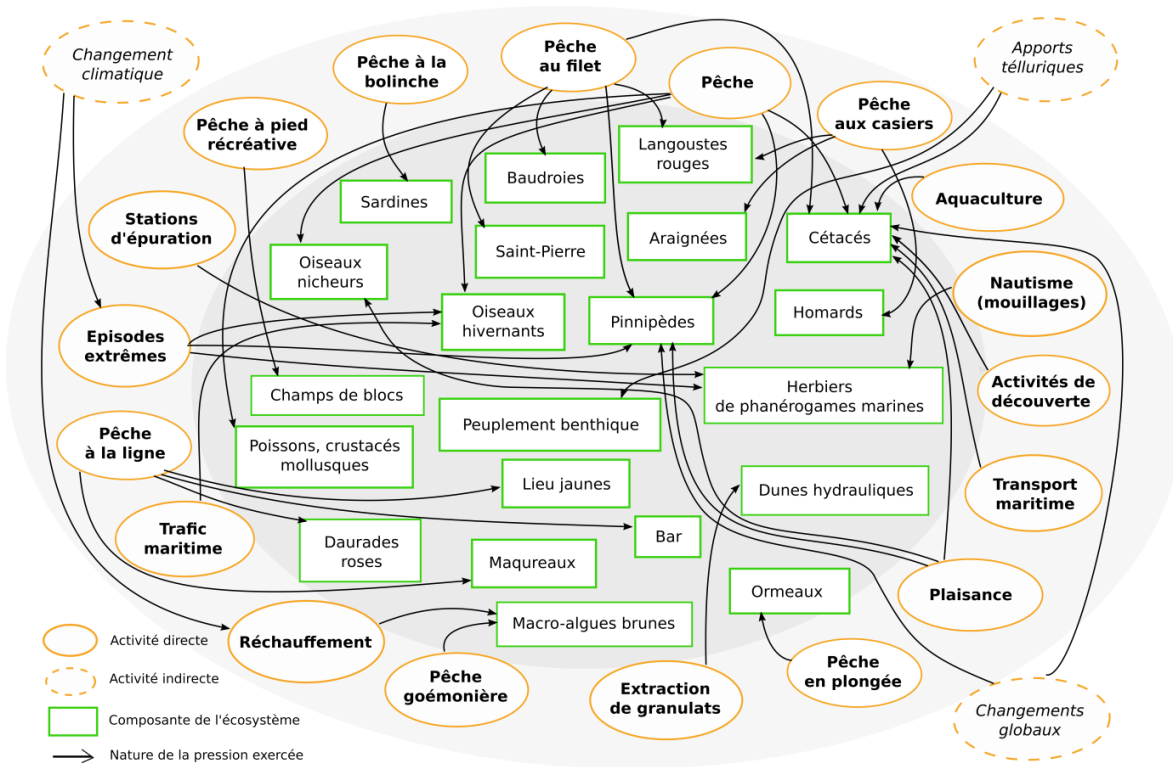 Changement
climatique
Pêche à la
bolinche
Pêche
au filet
Pêche
Apports
télluriques
Pêche à pied
récréative
Pêche
aux casiers
Langoustes
rouges
Baudroies
Sardines
Aquaculture
Stations
d'épuration
Saint-Pierre
Araignées
Cétacés
Oiseaux
nicheurs
Nautisme
(mouillages)
Oiseaux
hivernants
Pinnipèdes
Homards
Episodes
extrêmes
Champs de blocs
Herbiers
de phanérogames marines
Activités de
découverte
Peuplement benthique
Pêche
à la ligne
Poissons, crustacés
mollusques
Lieu jaunes
Dunes hydrauliques
Transport
maritime
Trafic
maritime
Daurades
roses
Bar
Maqureaux
Ormeaux
Plaisance
Réchauffement
Macro-algues brunes
Pêche
goémonière
Extraction
de granulats
Pêche
en plongée
Changements
globaux
Activité directe
Activité indirecte
Composante de l'écosystème
Nature de la pression exercée